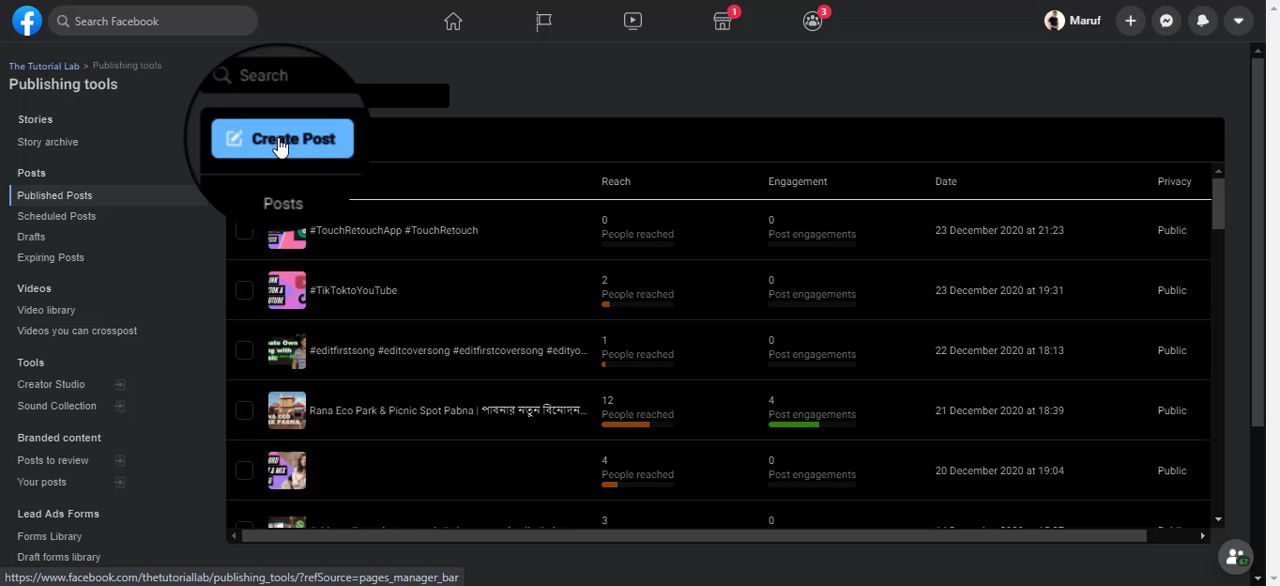 Search Facebook
1
3
Maruf
The Tutorial Lab > Publishing tools
Publishing tools
Stories
Story archive
Posts
Published Posts
Scheduled Posts
Drafts
Expiring Posts
Videos
Video library
Videos you can crosspost
Tools
Creator Studio
Sound Collection
Branded content
Posts to review
Your posts
Lead Ads Forms
Forms Library
Draft forms library
Search
Create Post
Posts
Reach
Engagement
Date
Privacy
#TouchRetouchApp #TouchRetouch
0
People reached
0
Post engagements
23 December 2020 at 21:23
Public
#TikToktoYouTube
2
People reached
0
Post engagements
23 December 2020 at 19:31
Public
#editfirstsong #editcoversong #editfirstcoversong #edityo...
1
People reached
0
Post engagements
22 December 2020 at 18:13
Public
Rana Eco Park & Picnic Spot Pabna | পাবনার নতুন বিনোদন...
12
People reached
4
Post engagements
21 December 2020 at 18:39
Public
4
People reached
0
Post engagements
20 December 2020 at 19:04
Public
3
0
67
https://www.facebook.com/thetutoriallab/publishing_tools/?refSource=pages_manager_bar